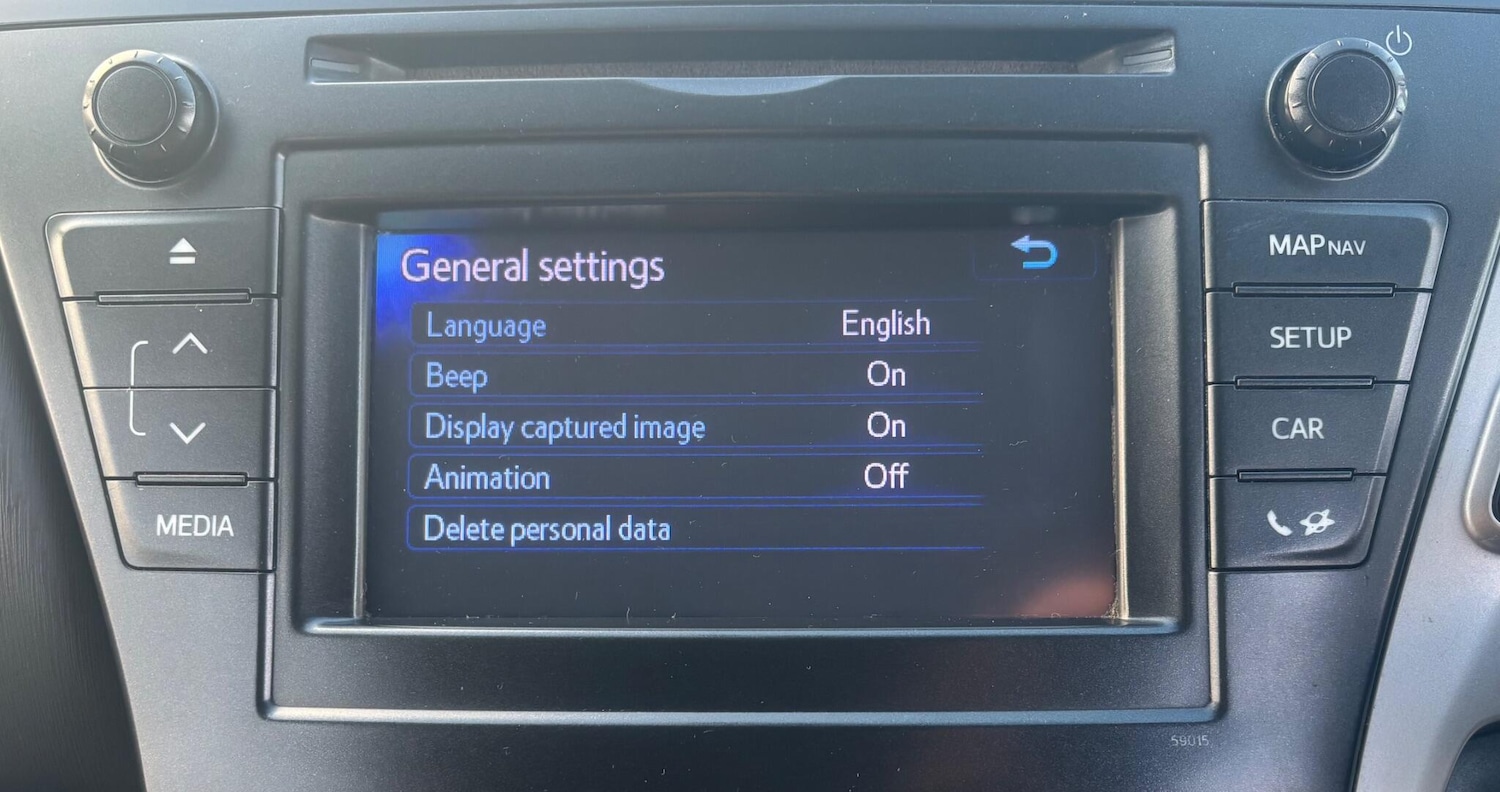 General settings
Language English
Beep On
Display captured image On
Animation Off
Delete personal data
MEDIA
MAP NAV
SETUP
CAR
59015